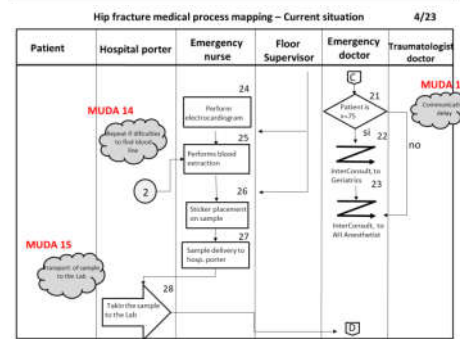 Hip fracture medical process mapping – Current situation
4/23
Patient
Hospital porter
Emergency
nurse
Floor
Supervisor
Emergency
doctor
Traumatologist
doctor
MUDA 14
Repeat if dificulties
to find blood
line
2
MUDA 15
Transport of sample
to the Lab
28
Takin the sample
to the Lab
24
Perform
electrocardingram
25
Performs blood
extraction
26
Sticker placement
on sample
27
Sample delivery to
hosp. porter
C
21
Patient is
>=75
si
22
no
InterConsult, to
Geriatrics
23
InterConsult, to
Anesthetist
D
MUDA 1
Communication
delay